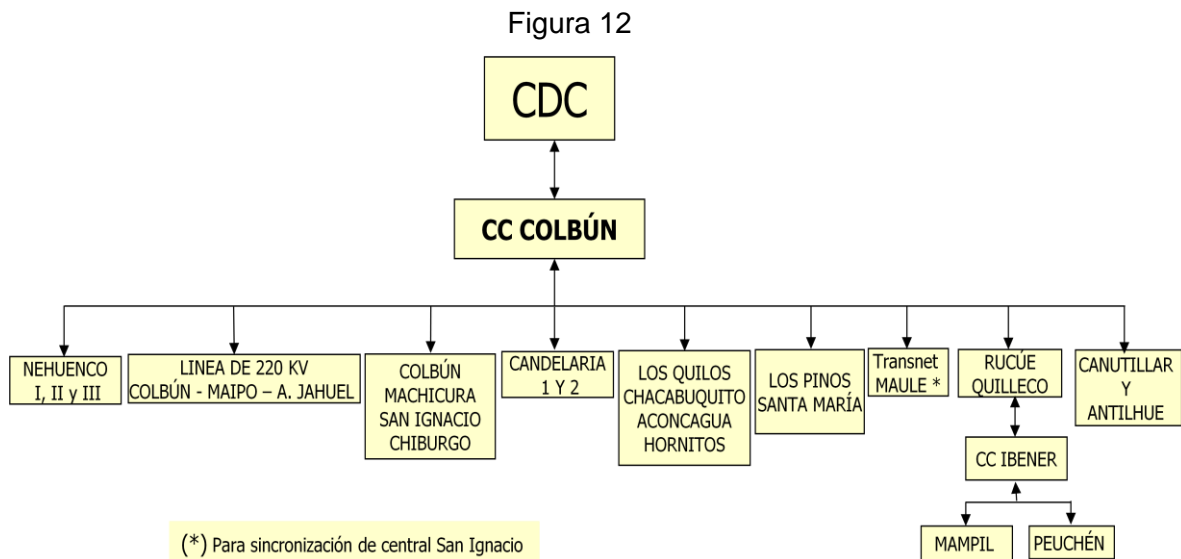 Figura 12
CDC
CC COLBÚN
NEHUENCO
I, II y III
LINEA DE 220 KV
COLBÚN - MAIPO – A. JAHUEL
COLBÚN
MACHICURA
SAN IGNACIO
CHIBURGO
CANDELARIA
1 Y 2
LOS QUILOS
CHACABUQUITO
ACONCAGUA
HORNITOS
LOS PINOS
SANTA MARÍA
Transnet
MAULE *
RUCÚE
QUILLECO
CANUTILLAR
Y
ANTILHUE
CC IBENER
MAMPIL
PEUCHÉN
(*) Para sincronización de central San Ignacio